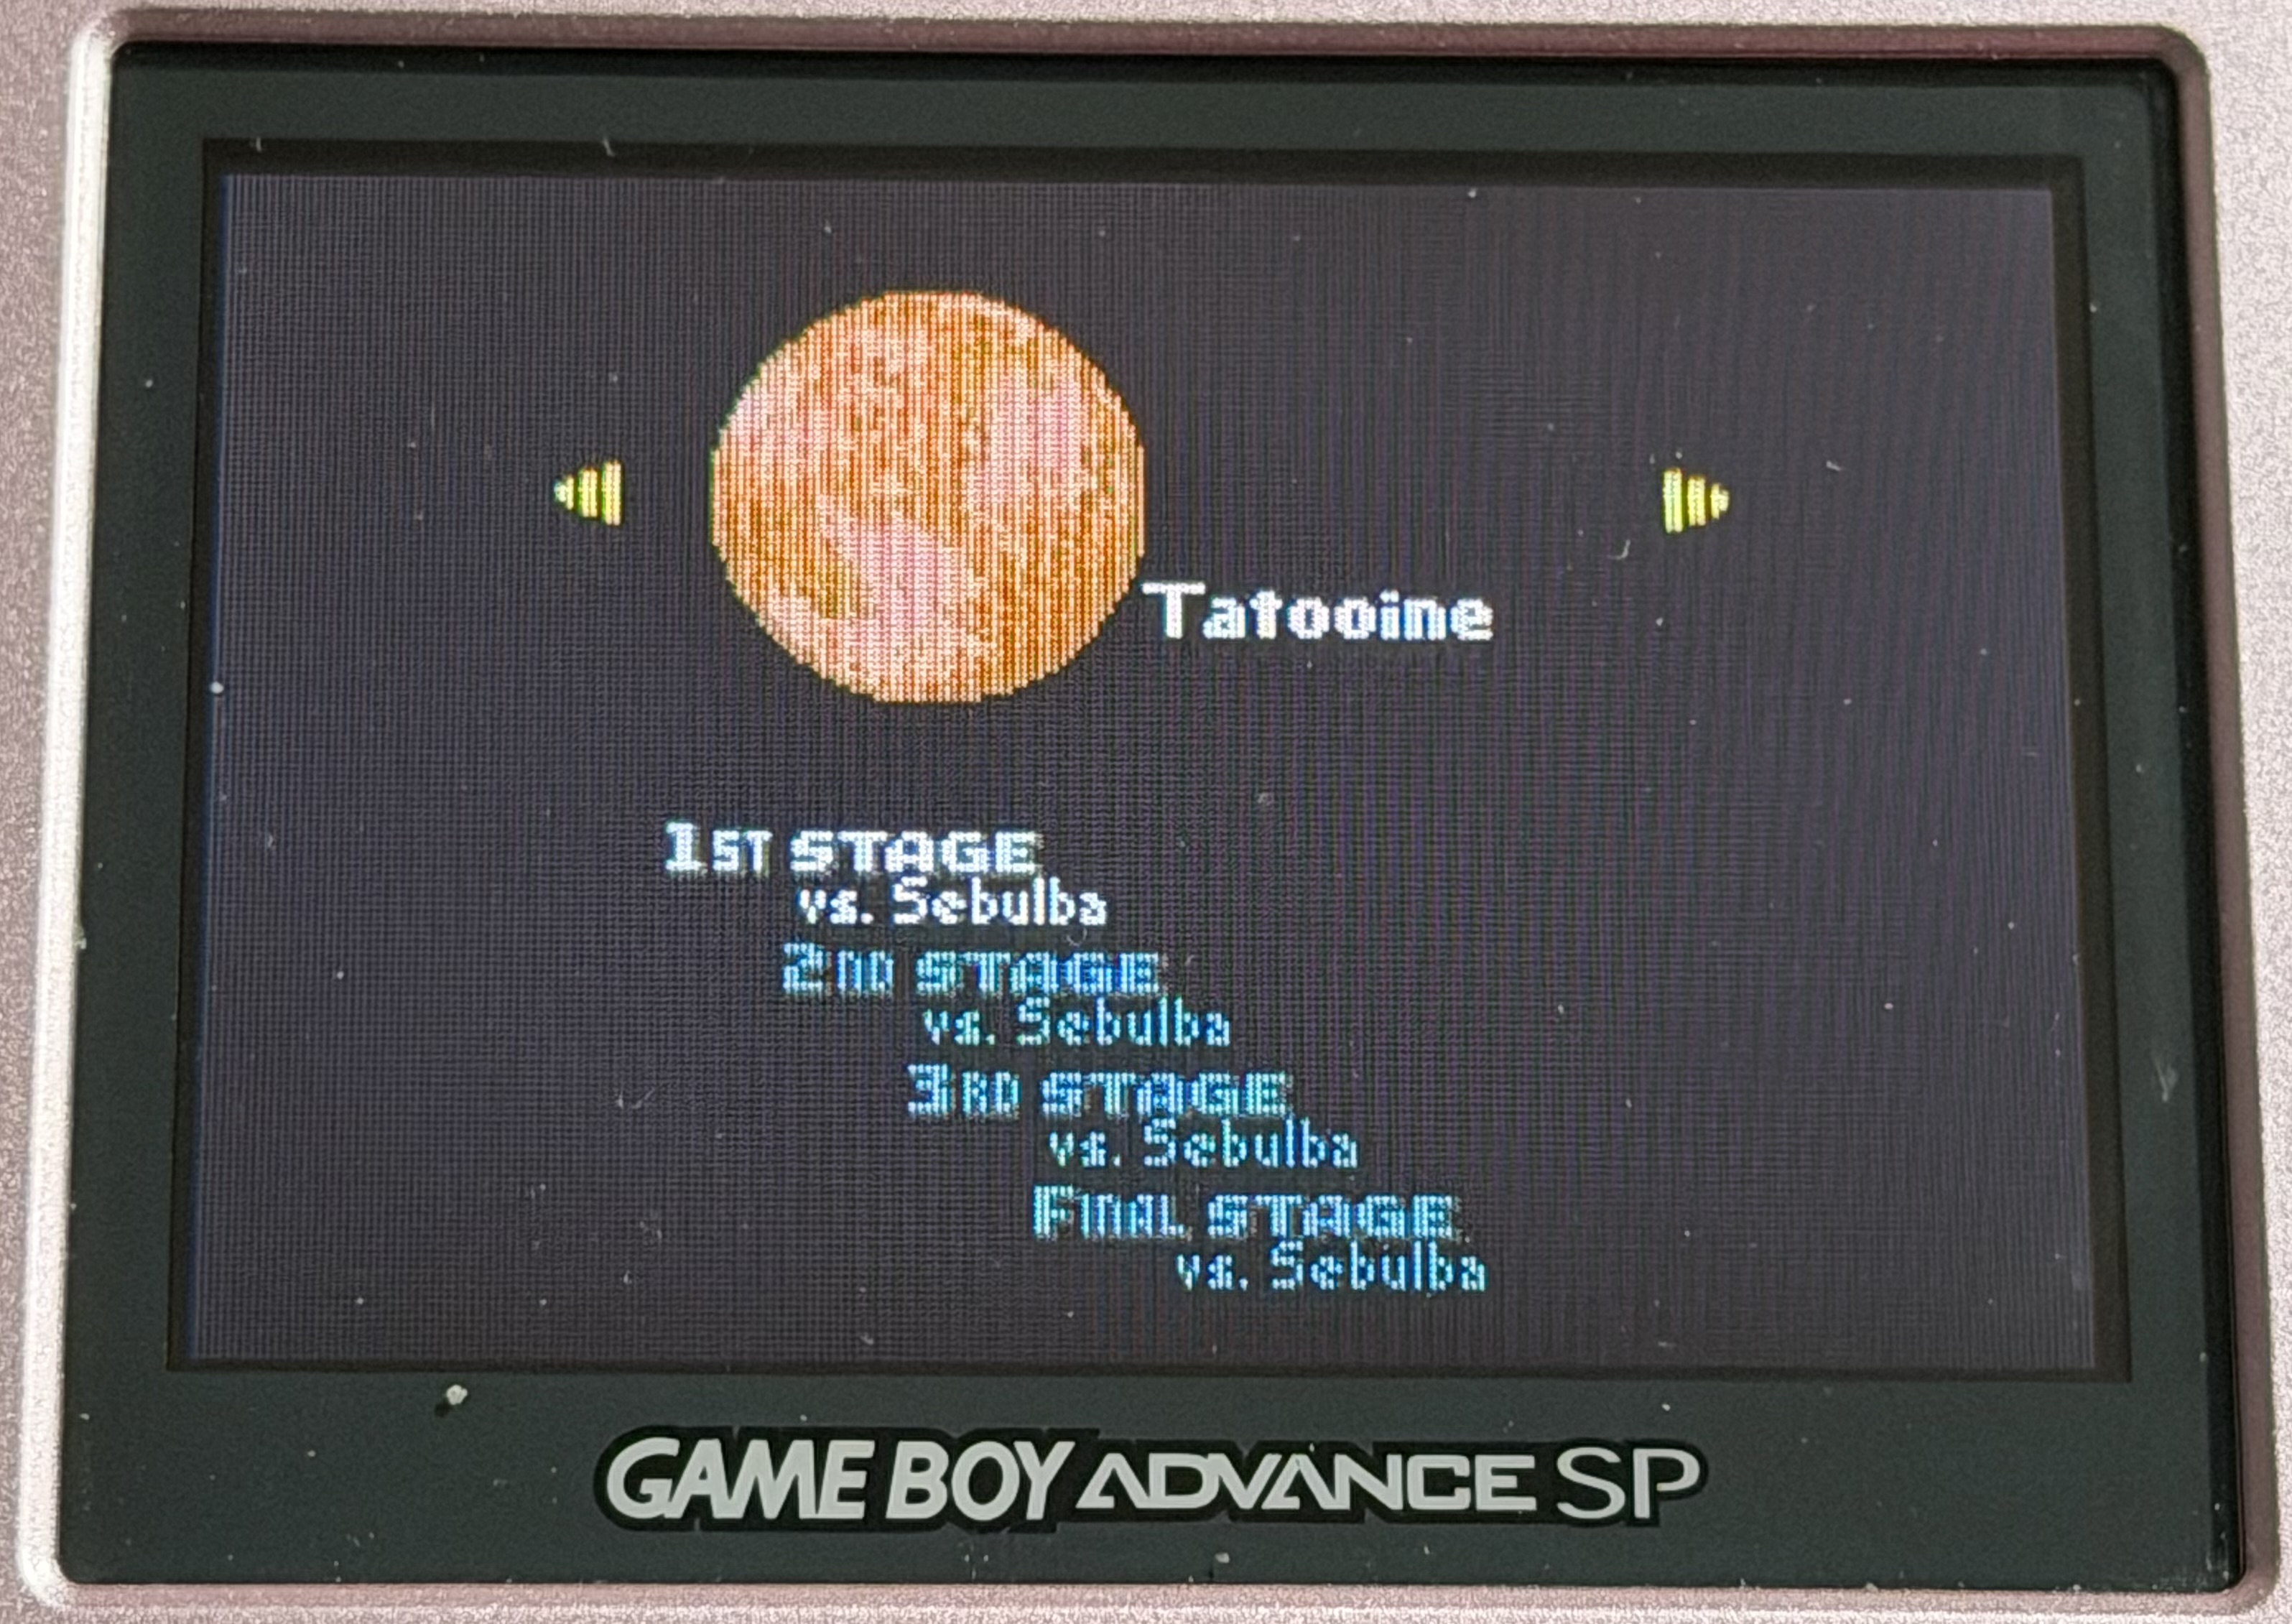 Tatooine
1ST STAGE
vs. Sebulba
2ND STAGE
vs. Sebulba
3RD STAGE
vs. Sebulba
FINAL STAGE
vs. Sebulba
GAME BOY ADVANCE SP